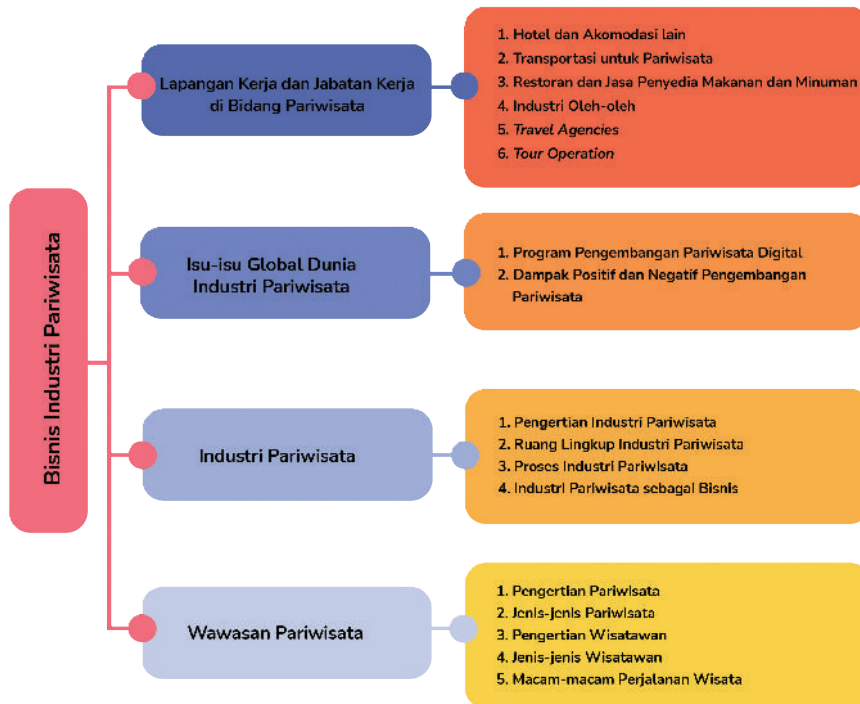 Bisnis Industri Pariwisata
Lapangan Kerja dan Jabatan Kerja
di Bidang Pariwisata
1. Hotel dan Akomodasi lain
2. Transportasi untuk Pariwisata
3. Restoran dan Jasa Penyedia Makanan dan Minuman
4. Industri Oleh-oleh
5. Travel Agencies
6. Tour Operation
Isu-isu Global Dunia
Industri Pariwisata
1. Program Pengembangan Pariwisata Digital
2. Dampak Positif dan Negatif Pengembangan
Pariwisata
Industri Pariwisata
1. Pengertian Industri Pariwisata
2. Ruang Lingkup Industri Pariwisata
3. Proses Industri Pariwisata
4. Industri Pariwisata sebagai Bisnis
Wawasan Pariwisata
1. Pengertian Pariwisata
2. Jenis-jenis Pariwisata
3. Pengertian Wisatawan
4. Jenis-jenis Wisatawan
5. Macam-macam Perjalanan Wisata